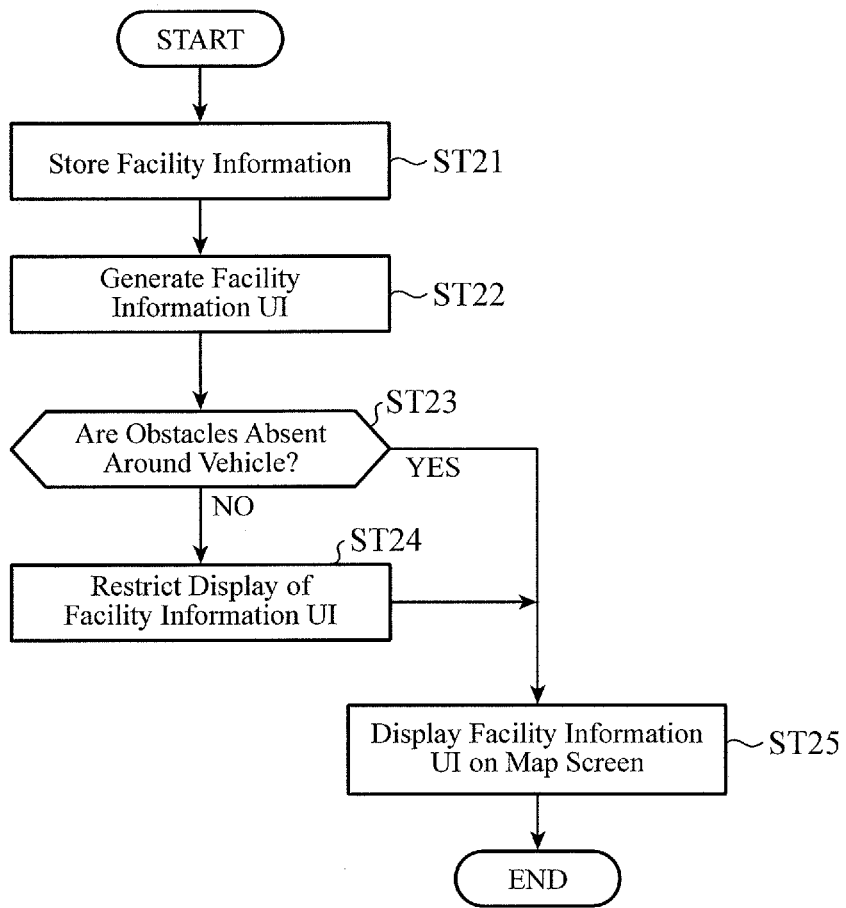 START
Store Facility Information
ST21
Generate Facility
Information UI
ST22
ST23
Are Obstacles Absent
Around Vehicle?
YES
NO
ST24
Restrict Display of
Facility Information UI
Display Facility Information
UI on Map Screen
ST25
END